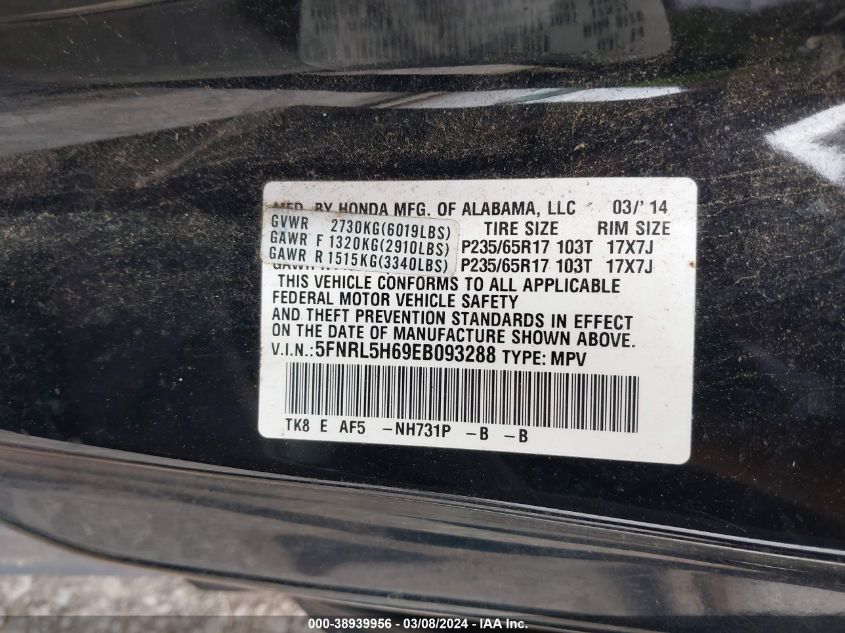 MFD. BY HONDA MFG. OF ALABAMA, LLC 03/' 14
GVWR 2730KG(6019LBS) TIRE SIZE RIM SIZE
GAWR F 1320KG(2910LBS) P235/65R17 103T 17X7J
GAWR R 1515KG(3340LBS) P235/65R17 103T 17X7J
THIS VEHICLE CONFORMS TO ALL APPLICABLE
FEDERAL MOTOR VEHICLE SAFETY
AND THEFT PREVENTION STANDARDS IN EFFECT
ON THE DATE OF MANUFACTURE SHOWN ABOVE.
V.I.N.:5FNRL5H69EB093288 TYPE: MPV
TK8 E AF5 -NH731P -B -B
000-38939956 - 03/08/2024 - IAA Inc.